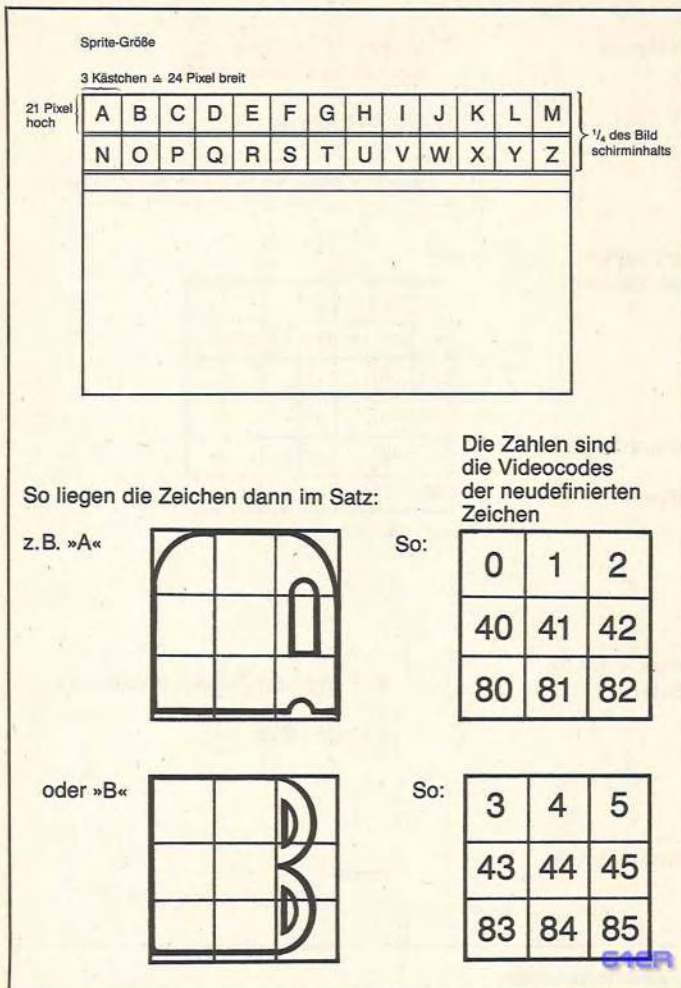 Sprite-Größe
3 Kästchen ≙ 24 Pixel breit
21 Pixel
hoch
A B C D E F G H I J K L M
N O P Q R S T U V W X Y Z
1/4 des Bild
schirminhalts
Die Zahlen sind
die Videocodes
der neudefinierten
Zeichen
So liegen die Zeichen dann im Satz:
z.B. »A«
So:
0 1 2
40 41 42
80 81 82
oder »B«
So:
3 4 5
43 44 45
83 84 85
64ER